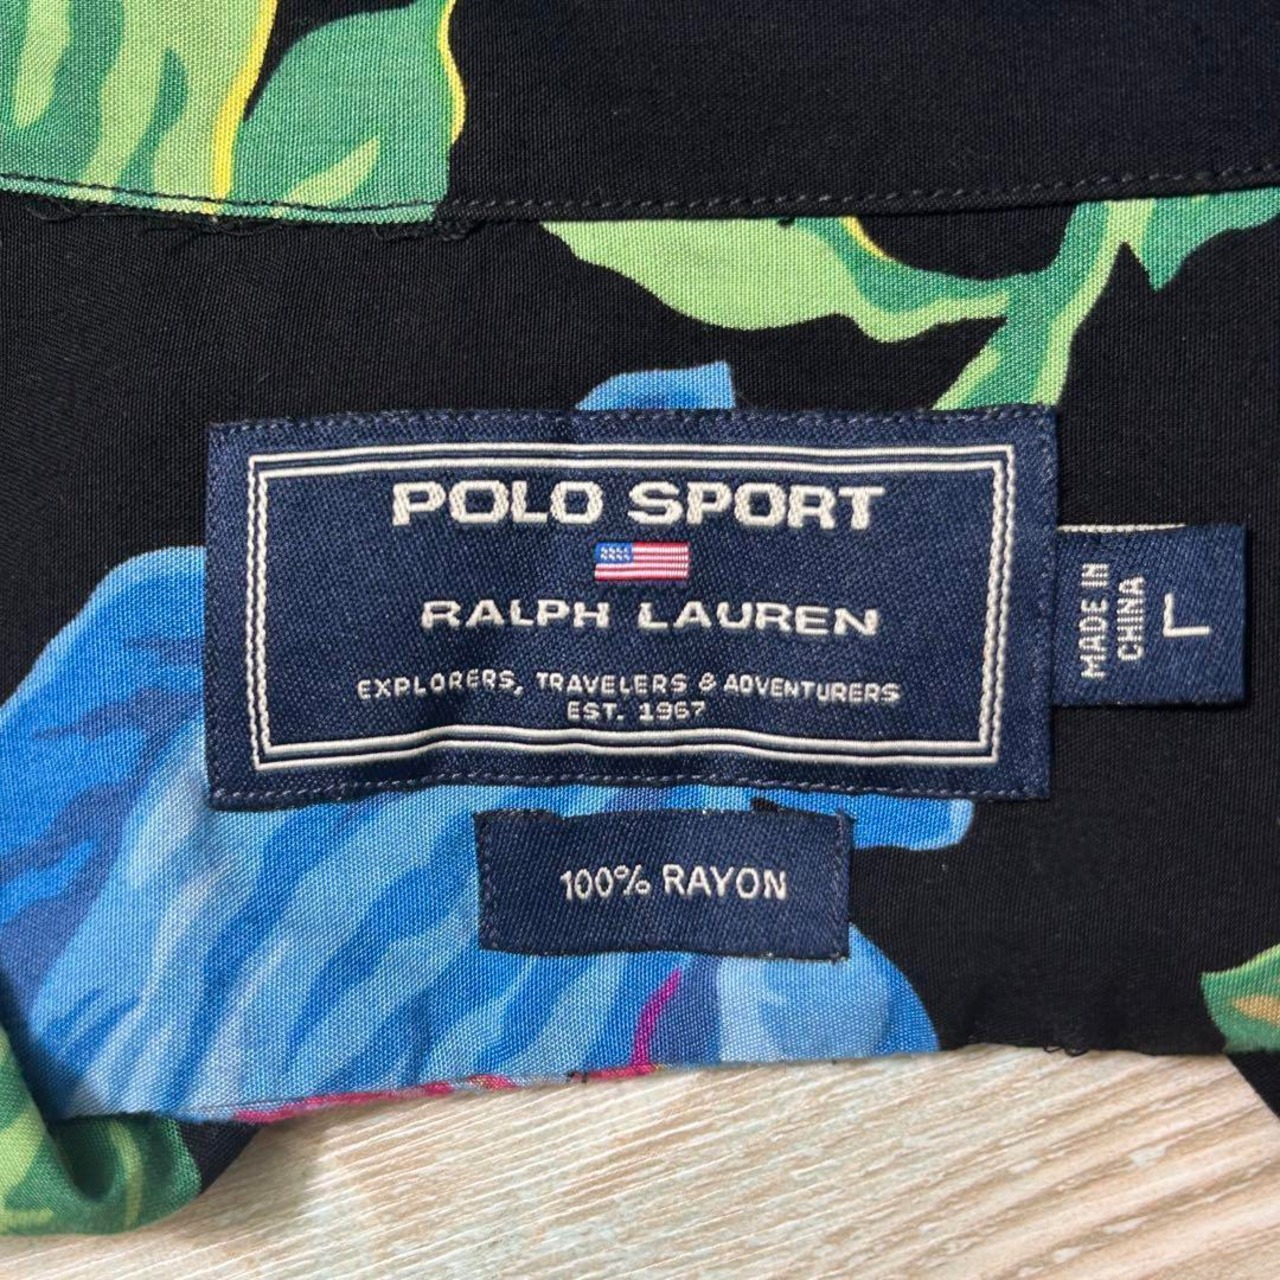 POLO SPORT
RALPH LAUREN
EXPLORERS, TRAVELERS & ADVENTURERS
EST. 1967
MADE IN
CHINA
L
100% RAYON